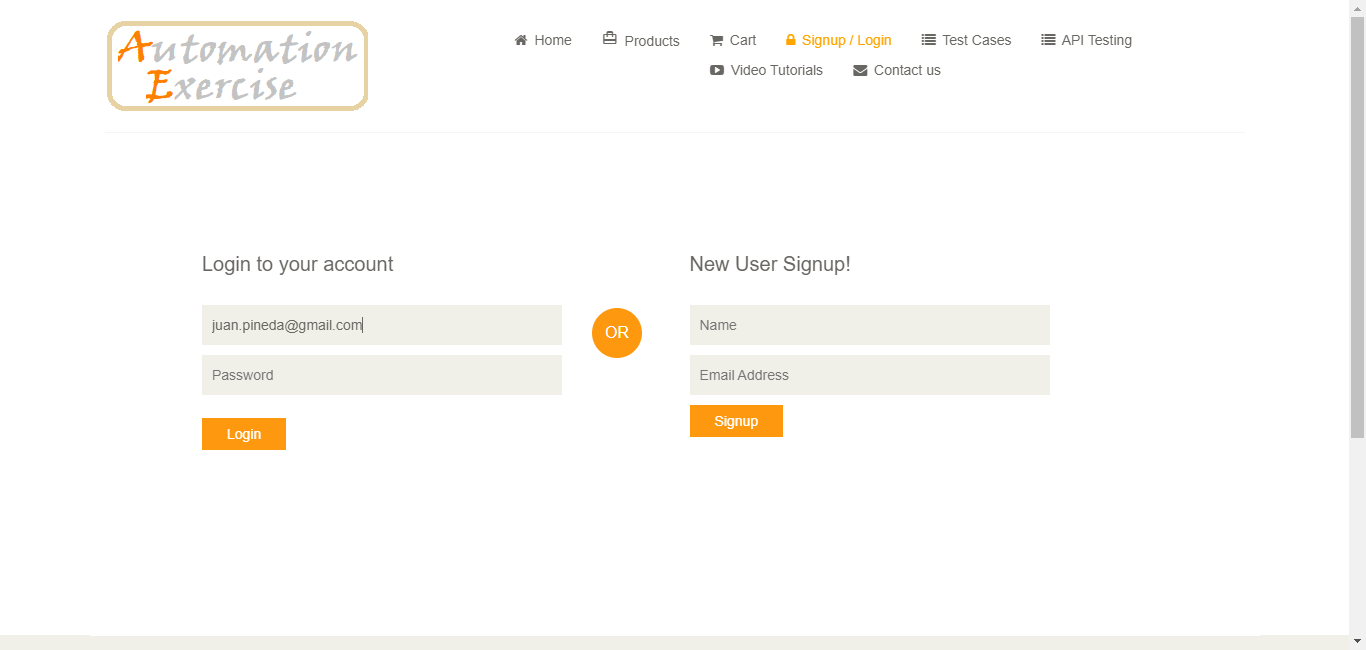 Automation
Exercise
Home Products Cart Signup / Login Test Cases API Testing
Video Tutorials Contact us
Login to your account
juan.pineda@gmail.com
Password
Login
OR
New User Signup!
Name
Email Address
Signup